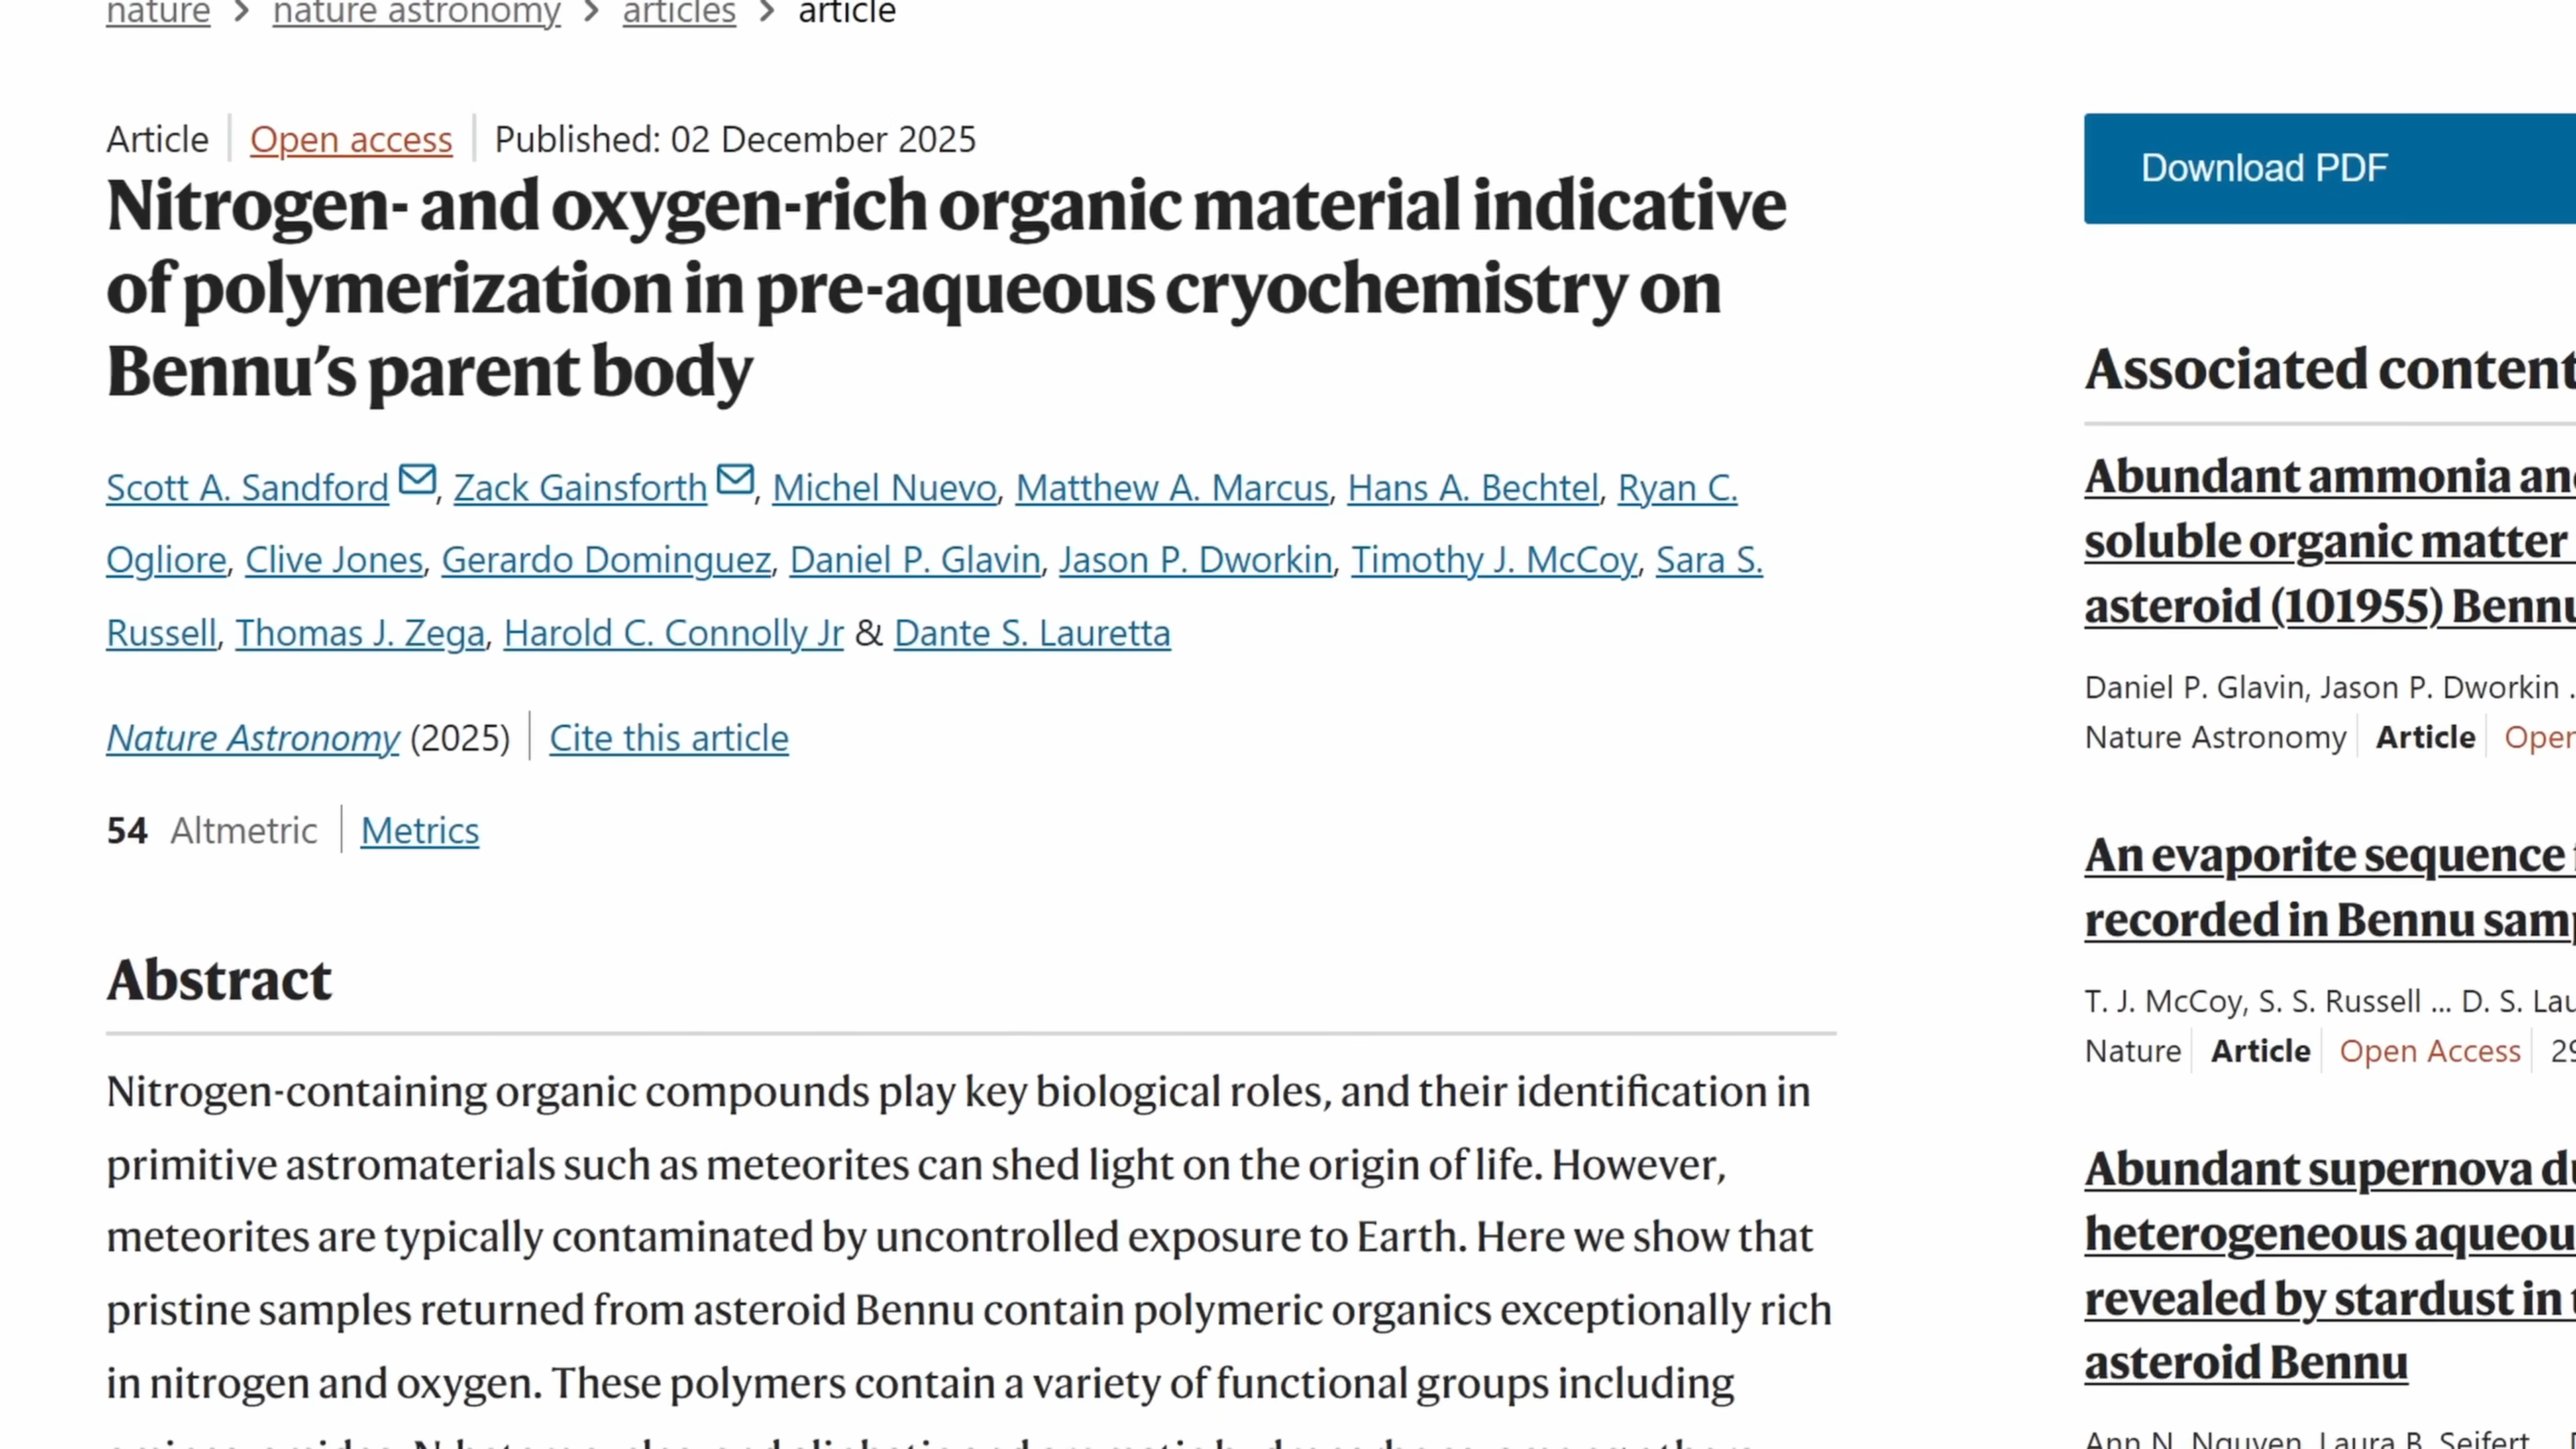 nature > nature astronomy > articles > article
Article | Open access | Published: 02 December 2025
Nitrogen- and oxygen-rich organic material indicative
of polymerization in pre-aqueous cryochemistry on
Bennu’s parent body
Scott A. Sandford, Zack Gainsforth, Michel Nuevo, Matthew A. Marcus, Hans A. Bechtel, Ryan C.
Ogliore, Clive Jones, Gerardo Dominguez, Daniel P. Glavin, Jason P. Dworkin, Timothy J. McCoy, Sara S.
Russell, Thomas J. Zega, Harold C. Connolly Jr & Dante S. Lauretta
Nature Astronomy (2025) | Cite this article
54 Altmetric | Metrics
Abstract
Nitrogen-containing organic compounds play key biological roles, and their identification in
primitive astromaterials such as meteorites can shed light on the origin of life. However,
meteorites are typically contaminated by uncontrolled exposure to Earth. Here we show that
pristine samples returned from asteroid Bennu contain polymeric organics exceptionally rich
in nitrogen and oxygen. These polymers contain a variety of functional groups including
Download PDF
Associated content
Abundant ammonia an
soluble organic matter
asteroid (101955) Bennu
Daniel P. Glavin, Jason P. Dworkin .
Nature Astronomy | Article | Open
An evaporite sequence
recorded in Bennu sam
T. J. McCoy, S. S. Russell ... D. S. Lau
Nature | Article | Open Access | 29
Abundant supernova du
heterogeneous aqueou
revealed by stardust in
asteroid Bennu
Ann N. Nguyen, Laura B. Seifert